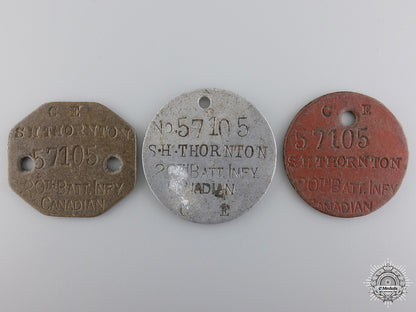 C E
S.H.THORNTON
57105
20TH BATT. INFY.
CANADIAN
No. 57105
S.H.THORNTON
20TH BATT. INFY.
CANADIAN
C E
C E
57105
S.H.THORNTON
20TH BATT. INFY.
CANADIAN
eMedals